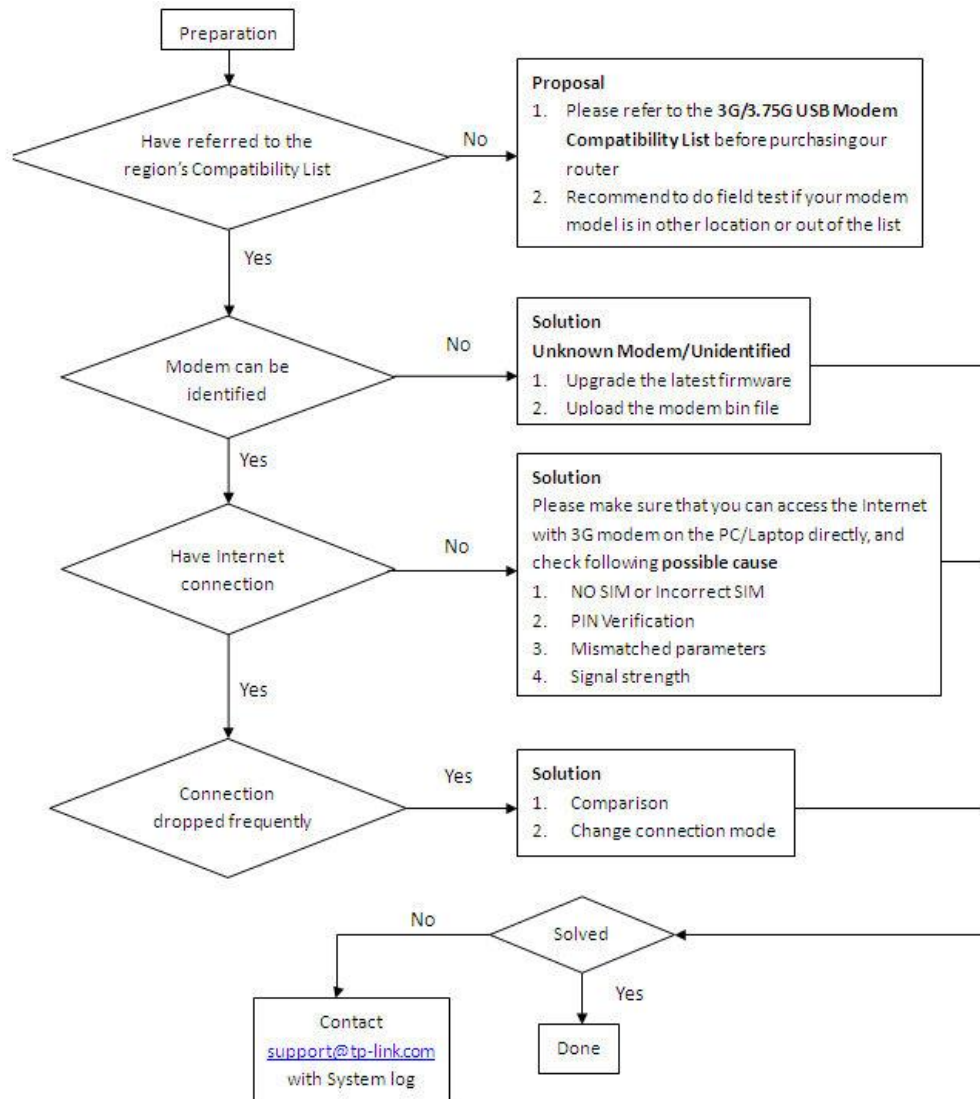 Preparation
Have referred to the
region's Compatibility List
No
Proposal
1. Please refer to the 3G/3.75G USB Modem
Compatibility List before purchasing our
router
2. Recommend to do field test if your modem
model is in other location or out of the list
Yes
Modem can be
identified
No
Solution
Unknown Modem/Unidentified
1. Upgrade the latest firmware
2. Upload the modem bin file
Yes
Have Internet
connection
No
Solution
Please make sure that you can access the Internet
with 3G modem on the PC/Laptop directly, and
check following possible cause
1. NO SIM or Incorrect SIM
2. PIN Verification
3. Mismatched parameters
4. Signal strength
Yes
Connection
dropped frequently
Yes
Solution
1. Comparison
2. Change connection mode
Solved
No
Contact
support@tp-link.com
with System log
Yes
Done